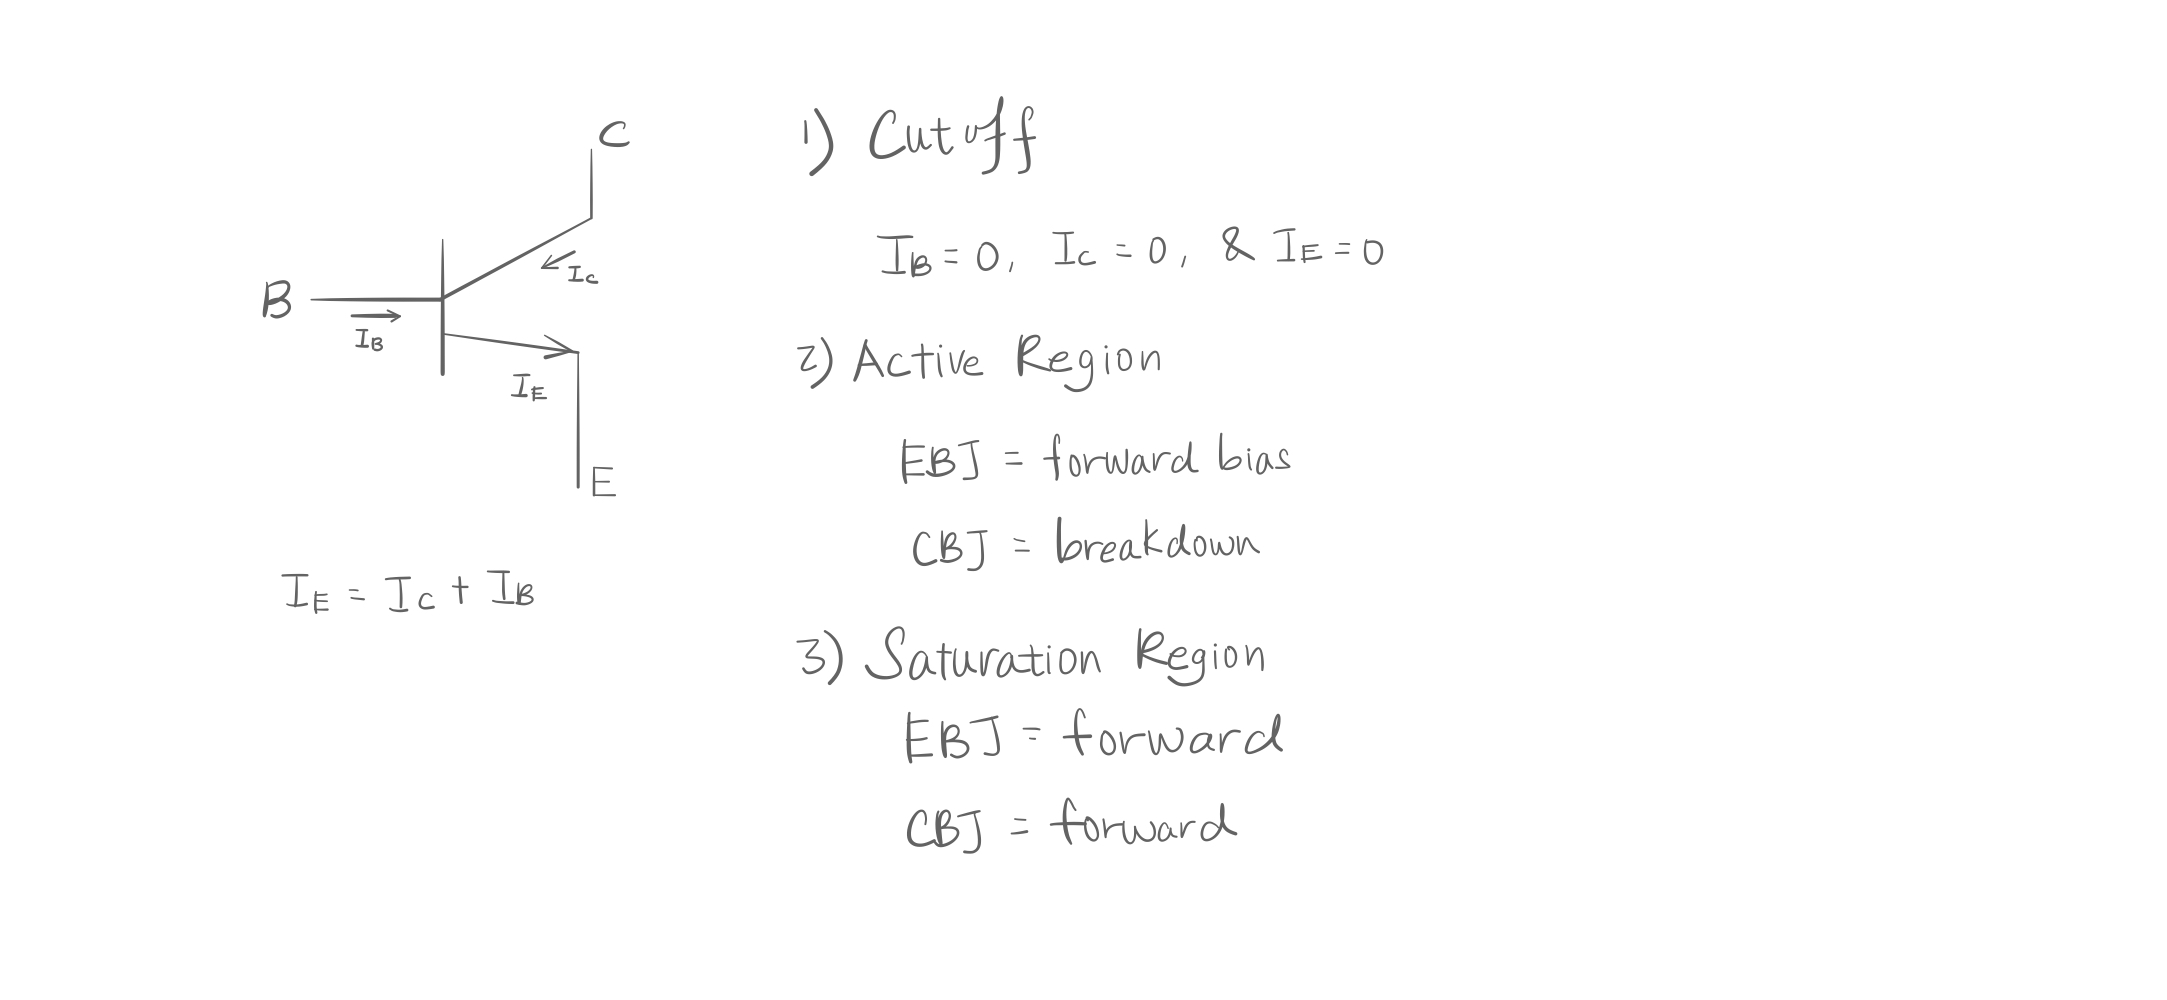 C
I_C
B
I_B
I_E
E
I_E = I_C + I_B
1) Cutoff
I_B = 0, I_C = 0, & I_E = 0
2) Active Region
EBJ = forward bias
CBJ = breakdown
3) Saturation Region
EBJ = forward
CBJ = forward